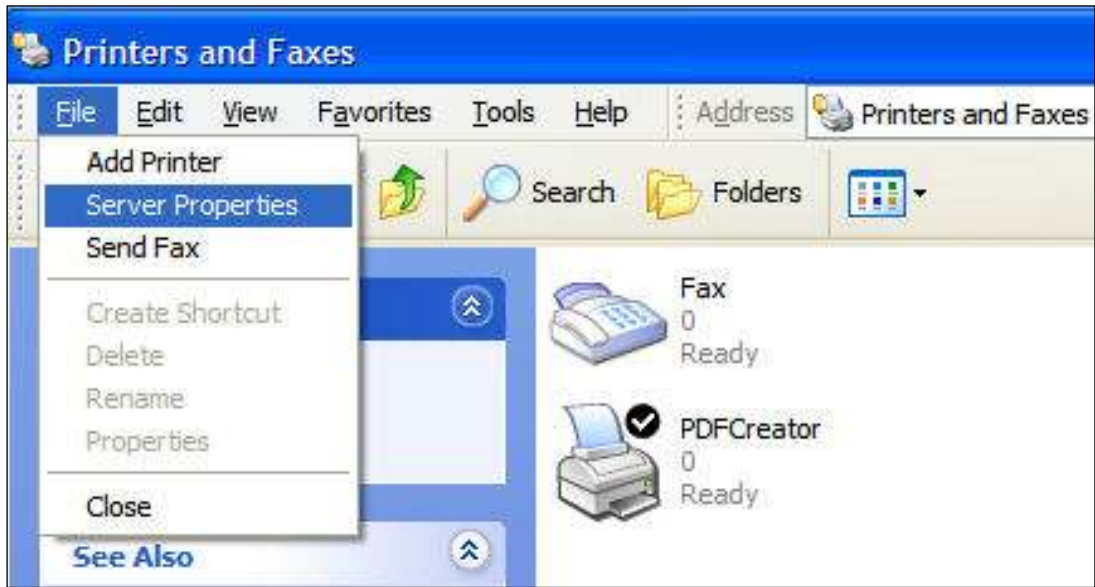 Printers and Faxes
File Edit View Favorites Tools Help Address Printers and Faxes
Search Folders
Add Printer
Server Properties
Send Fax
Create Shortcut
Delete
Rename
Properties
Close
See Also
Fax
0
Ready
PDFCreator
0
Ready